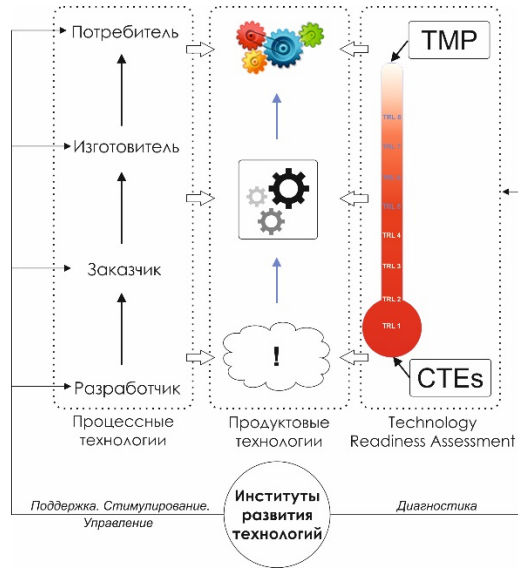 Потребитель
Изготовитель
Заказчик
Разработчик
Процессные
технологии
!
Продуктовые
технологии
TMP
TRL 4
TRL 3
TRL 2
TRL 1
CTEs
Technology
Readiness Assessment
Поддержка. Стимулирование.
Управление
Институты
развития
технологий
Диагностика